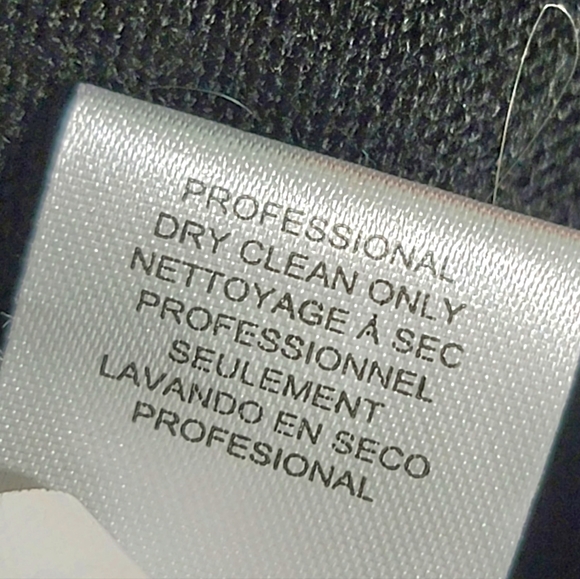 PROFESSIONAL
DRY CLEAN ONLY
NETTOYAGE À SEC
PROFESSIONNEL
SEULEMENT
LAVANDO EN SECO
PROFESIONAL